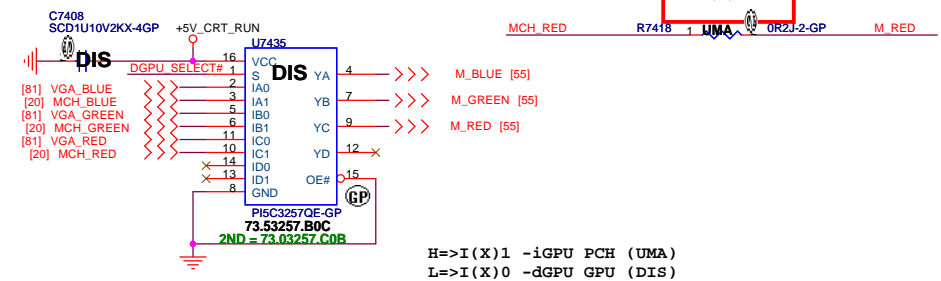 C7408
SCD1U10V2KX-4GP
+5V_CRT_RUN
DIS
U7435
DGPU_SELECT#
DIS
16 VCC
1 S YA 4 M_BLUE [55]
[81] VGA_BLUE 2 IA0
[20] MCH_BLUE 3 IA1 YB 7 M_GREEN [55]
[81] VGA_GREEN 5 IB0
[20] MCH_GREEN 6 IB1 YC 9 M_RED [55]
[81] VGA_RED 11 IC0
[20] MCH_RED 10 IC1 YD 12
14 ID0
13 ID1 OE# 15
8 GND
GP
PI5C3257QE-GP
73.53257.B0C
2ND = 73.03257.C0B
MCH_RED R7418 1 UMA 0R2J-2-GP M_RED
H=>I(X)1 -iGPU PCH (UMA)
L=>I(X)0 -dGPU GPU (DIS)